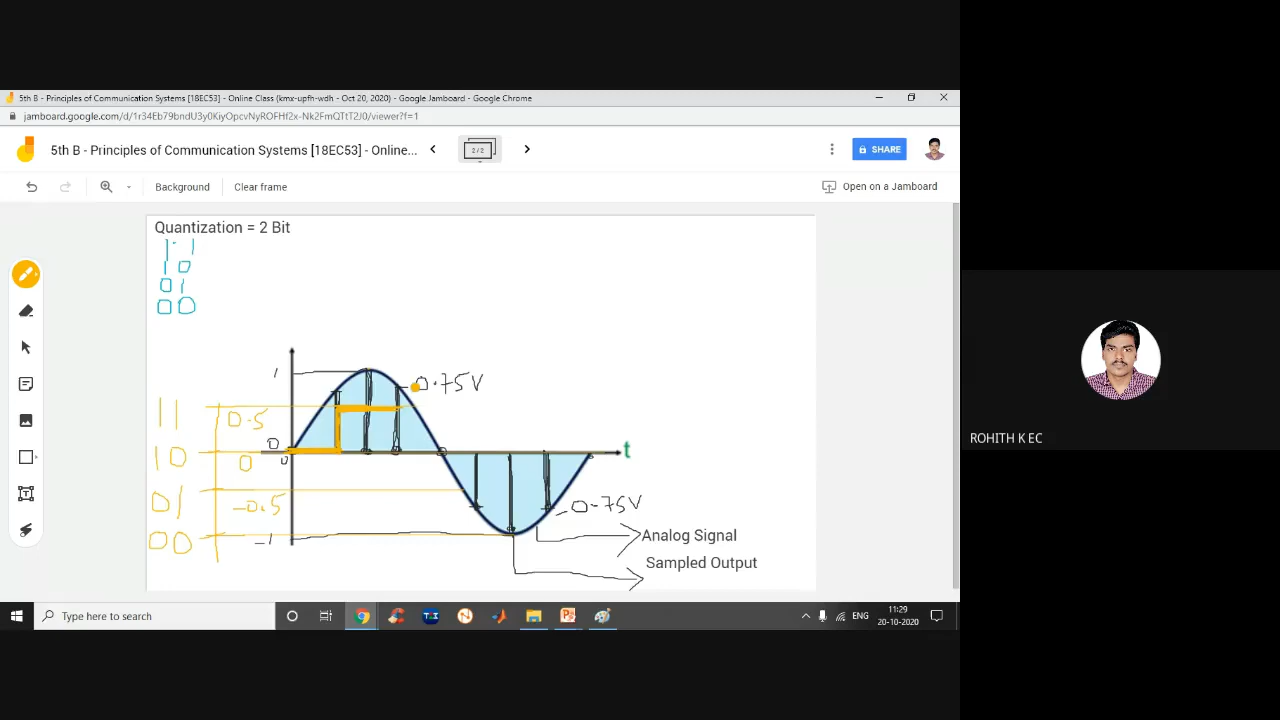 5th B - Principles of Communication Systems [18EC53] - Online Class (kmx-upfh-wdh - Oct 20, 2020) - Google Jamboard - Google Chrome
jamboard.google.com/d/1r34Eb79bndU3y0KiyOpcvNyROFHf2x-Nk2FmQTtT2J0/viewer?f=1
5th B - Principles of Communication Systems [18EC53] - Online...
2 / 2
SHARE
Background
Clear frame
Open on a Jamboard
Quantization = 2 Bit
11
10
01
00
1
0.75V
11
0.5
0
10
0
0
t
01
-0.5
-0.75V
00
-1
Analog Signal
Sampled Output
ROHITH K EC
Type here to search
ENG
11:29
20-10-2020